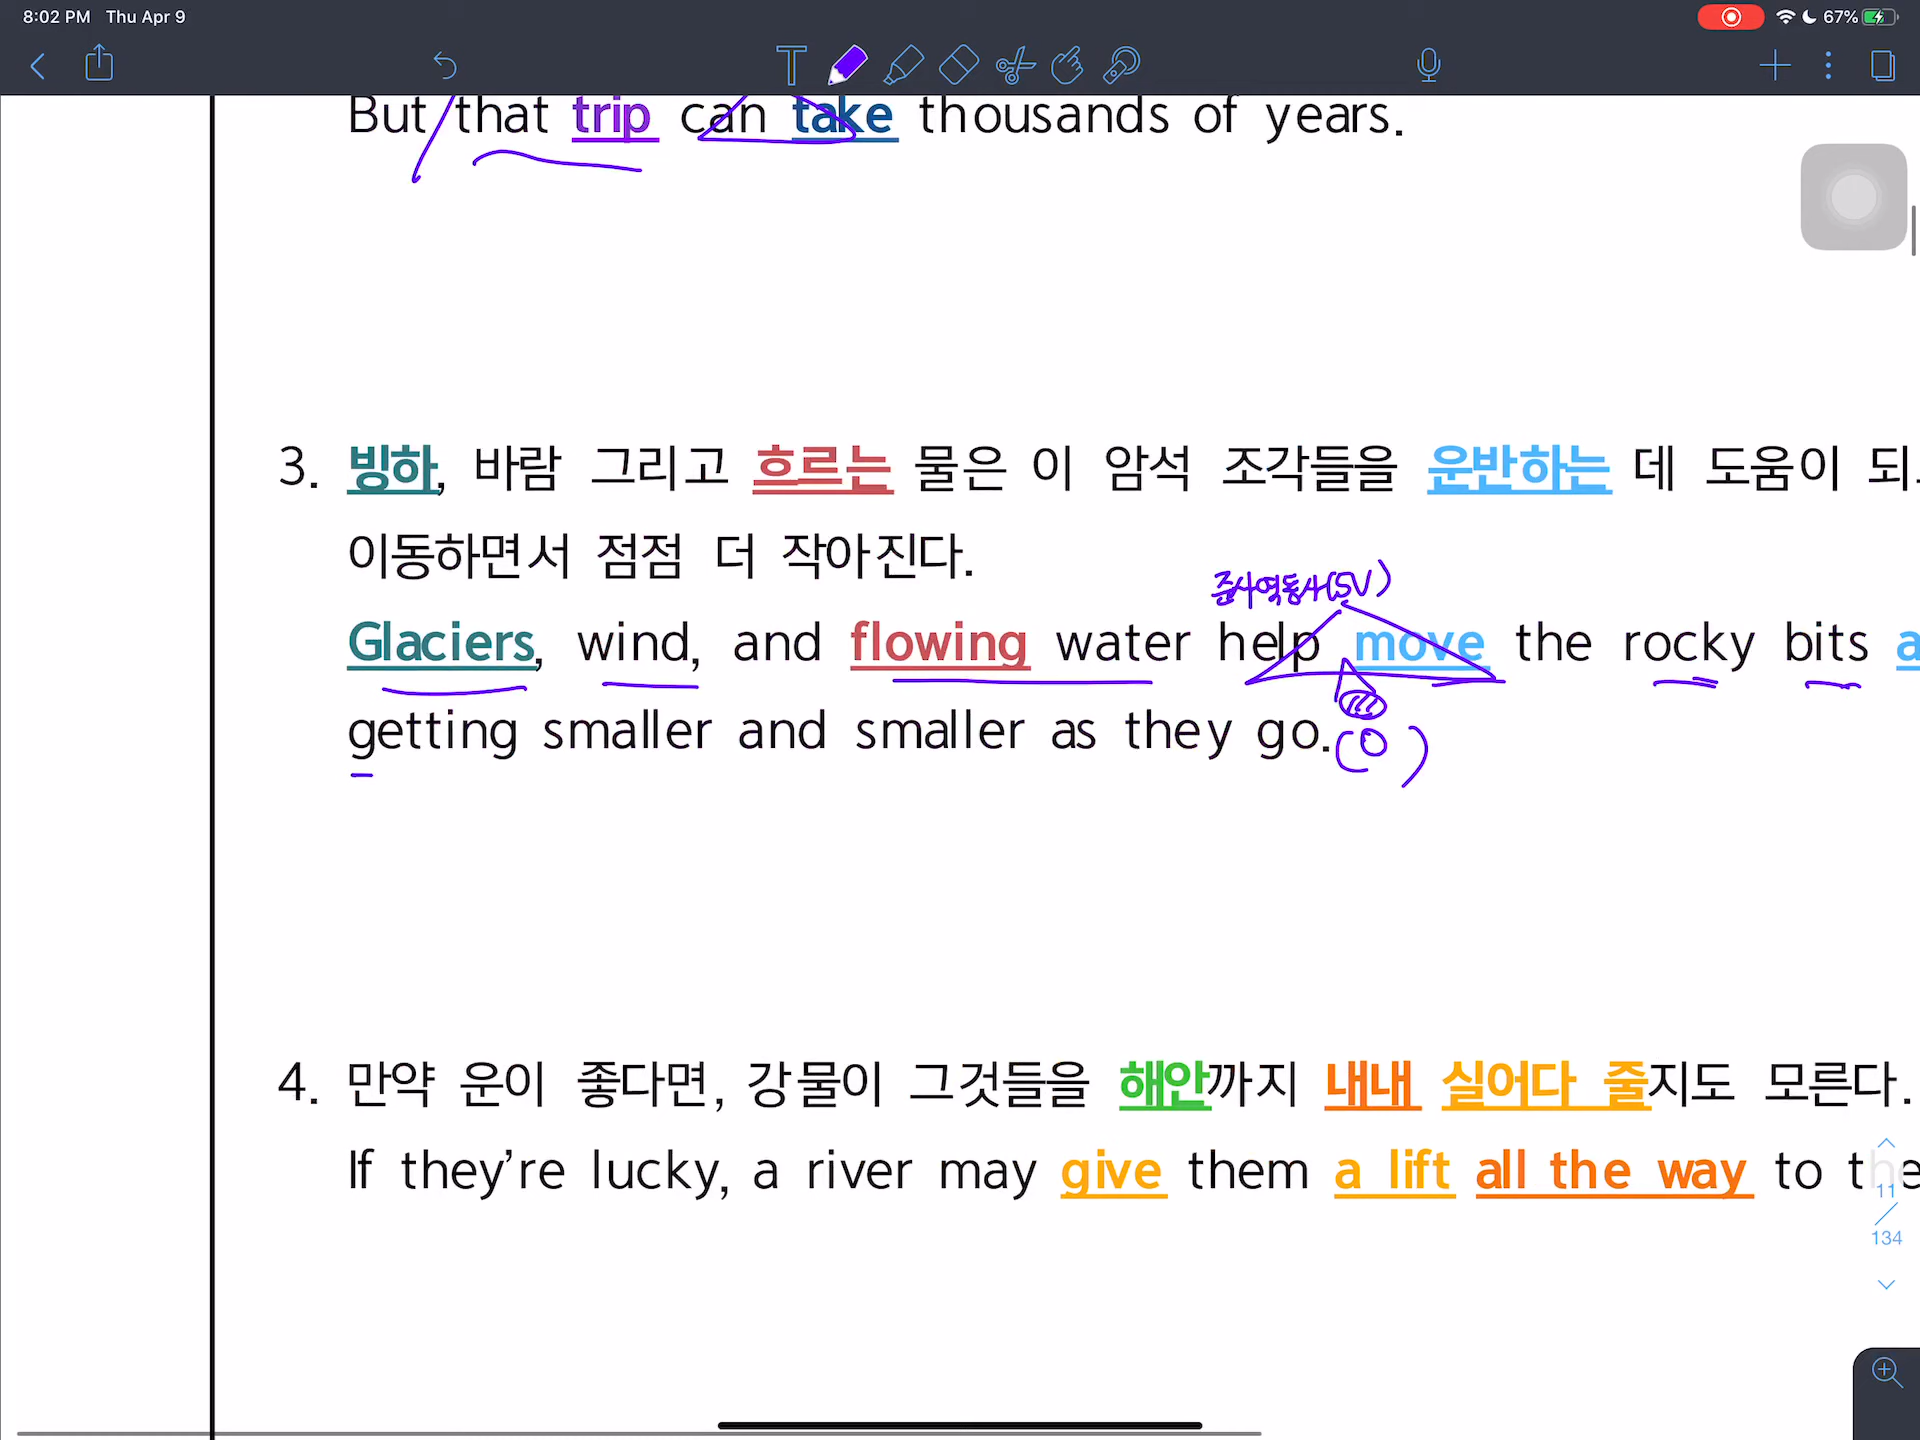 8:02 PM Thu Apr 9
67%
But that trip can take thousands of years.
3. 빙하, 바람 그리고 흐르는 물은 이 암석 조각들을 운반하는 데 도움이 되
이동하면서 점점 더 작아진다.
준사역동사(5V)
Glaciers, wind, and flowing water help move the rocky bits a
getting smaller and smaller as they go.
(O)
4. 만약 운이 좋다면, 강물이 그것들을 해안까지 내내 실어다 줄지도 모른다.
If they're lucky, a river may give them a lift all the way to the
11
/
134